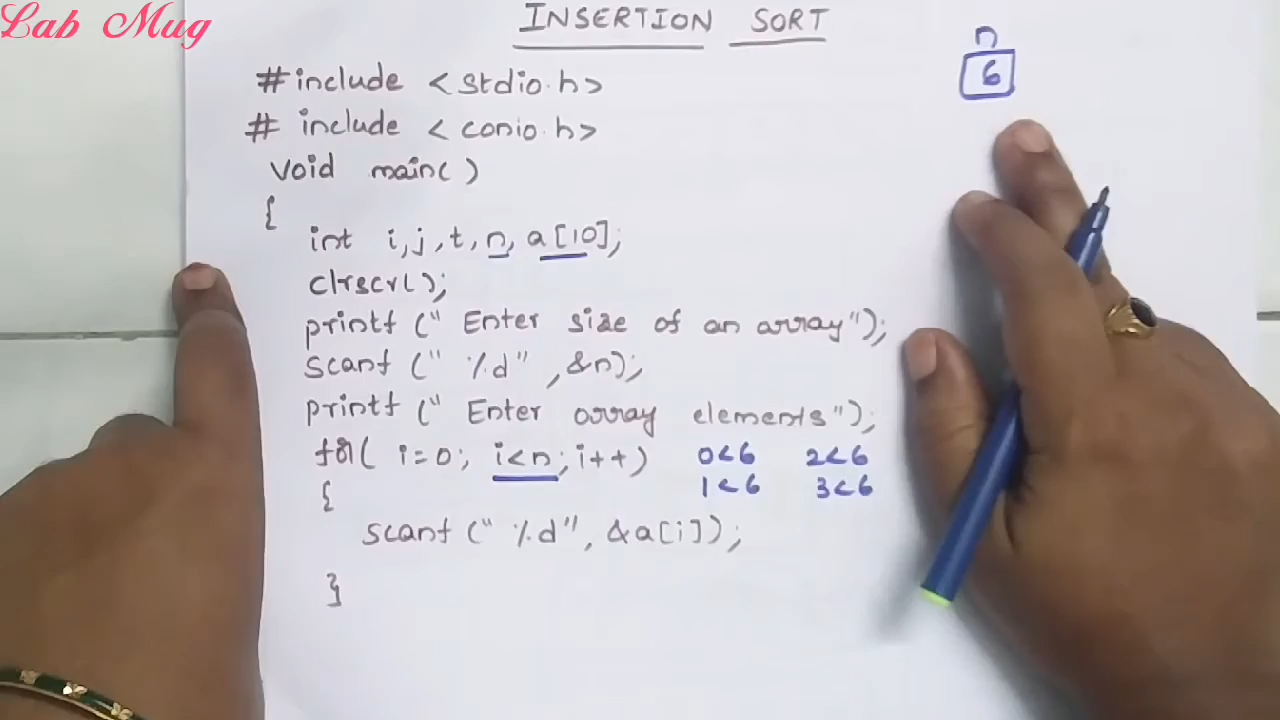 Lab Mug
INSERTION SORT
n
6
#include <stdio.h>
# include <conio.h>
void main()
{
int i,j,t,n, a[10];
clrscr();
printf (" Enter size of an array");
scanf (" %d" ,&n);
printf (" Enter array elements");
for( i=0; i<n; i++) 0<6 2<6
{ 1<6 3<6
scanf (" %d", &a[i]);
}